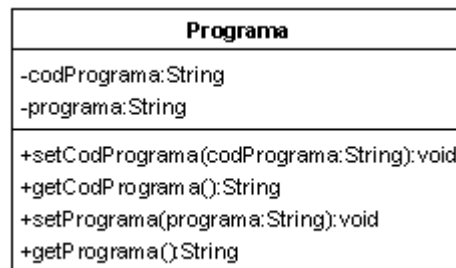 Programa
-codPrograma:String
-programa:String
+setCodPrograma(codPrograma:String):void
+getCodPrograma():String
+setPrograma(programa:String):void
+getPrograma():String